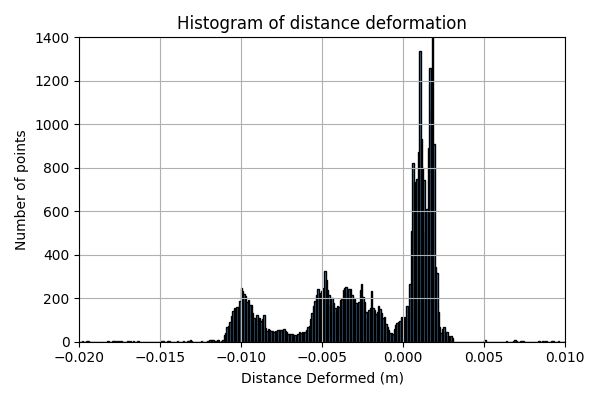 Histogram of distance deformation
1400
1200
1000
800
600
400
200
0
Number of points
−0.020 −0.015 −0.010 −0.005 0.000 0.005 0.010
Distance Deformed (m)